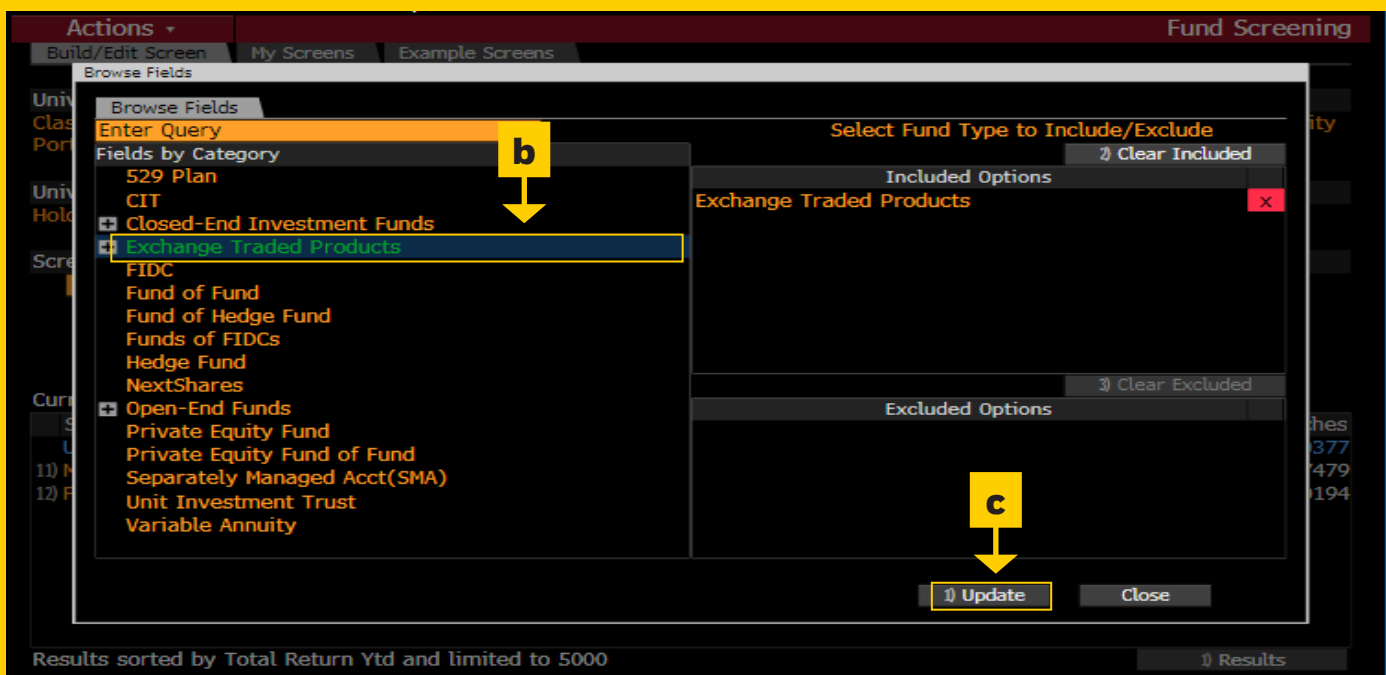 Actions
Fund Screening
Build/Edit Screen My Screens Example Screens
Browse Fields
Browse Fields
Enter Query
Select Fund Type to Include/Exclude
Fields by Category
2) Clear Included
529 Plan
Included Options
CIT
Exchange Traded Products x
Closed-End Investment Funds
b
Exchange Traded Products
FIDC
Fund of Fund
Fund of Hedge Fund
Funds of FIDCs
Hedge Fund
NextShares
3) Clear Excluded
Open-End Funds
Excluded Options
Private Equity Fund
Private Equity Fund of Fund
Separately Managed Acct(SMA)
Unit Investment Trust
Variable Annuity
c
1) Update Close
11)
12)
Results sorted by Total Return Ytd and limited to 5000
1) Results